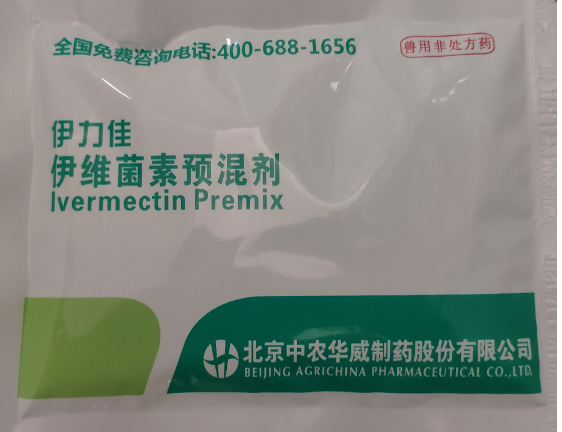 全国免费咨询电话:400-688-1656
兽用非处方药
伊力佳
伊维菌素预混剂
Ivermectin Premix
北京中农华威制药股份有限公司
BEIJING AGRICHINA PHARMACEUTICAL CO.,LTD.